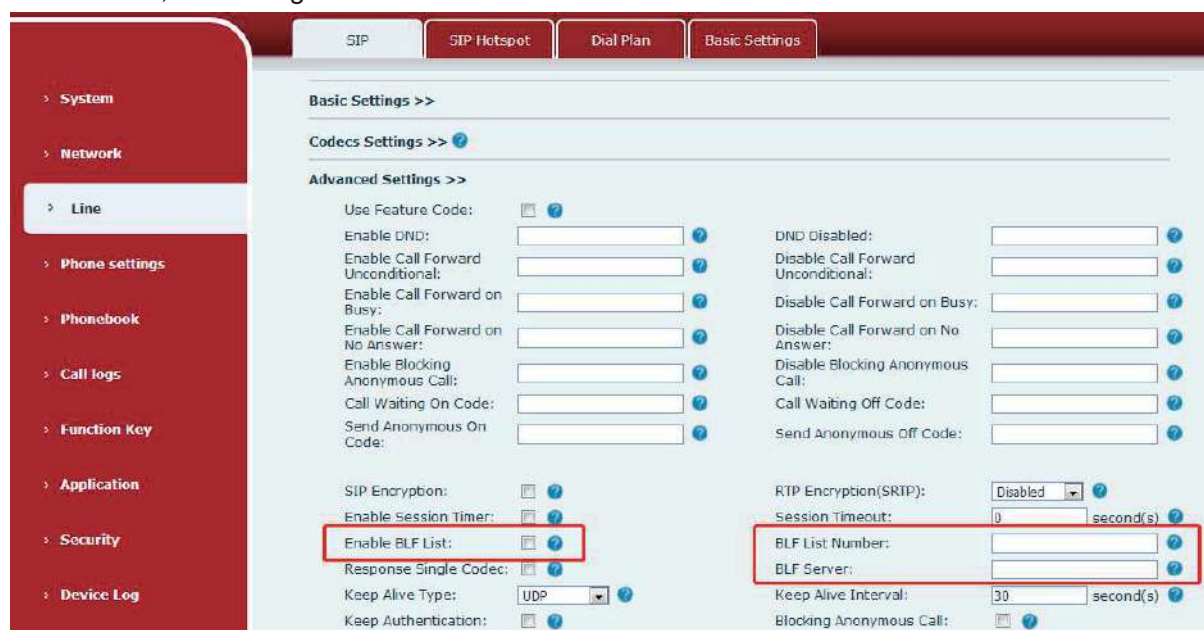 SIP SIP Hotspot Dial Plan Basic Settings
› System
› Network
› Line
› Phone settings
› Phonebook
› Call logs
› Function Key
› Application
› Security
› Device Log
Basic Settings >>
Codecs Settings >>
Advanced Settings >>
Use Feature Code:
Enable DND: DND Disabled:
Enable Call Forward Unconditional: Disable Call Forward Unconditional:
Enable Call Forward on Busy: Disable Call Forward on Busy:
Enable Call Forward on No Answer: Disable Call Forward on No Answer:
Enable Blocking Anonymous Call: Disable Blocking Anonymous Call:
Call Waiting On Code: Call Waiting Off Code:
Send Anonymous On Code: Send Anonymous Off Code:
SIP Encryption: RTP Encryption(SRTP): Disabled
Enable Session Timer: Session Timeout: 0 second(s)
Enable BLF List: BLF List Number:
Response Single Codec: BLF Server:
Keep Alive Type: UDP Keep Alive Interval: 30 second(s)
Keep Authentication: Blocking Anonymous Call: